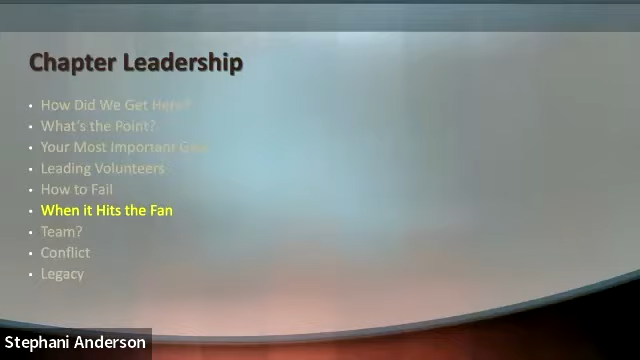 Chapter Leadership
• How Did We Get Here?
• What's the Point?
• Your Most Important
• Leading Volunteers
• How to Fail
• When it Hits the Fan
• Team?
• Conflict
• Legacy
Stephani Anderson